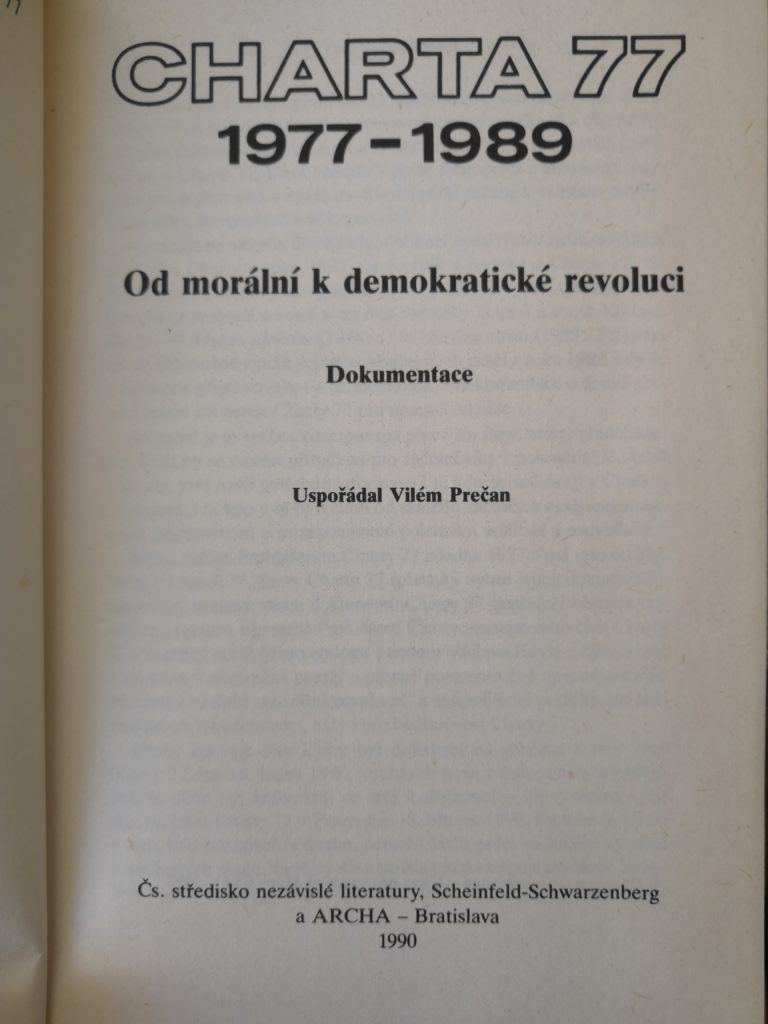 CHARTA 77
1977–1989
Od morální k demokratické revoluci
Dokumentace
Uspořádal Vilém Prečan
Čs. středisko nezávislé literatury, Scheinfeld-Schwarzenberg
a ARCHA – Bratislava
1990